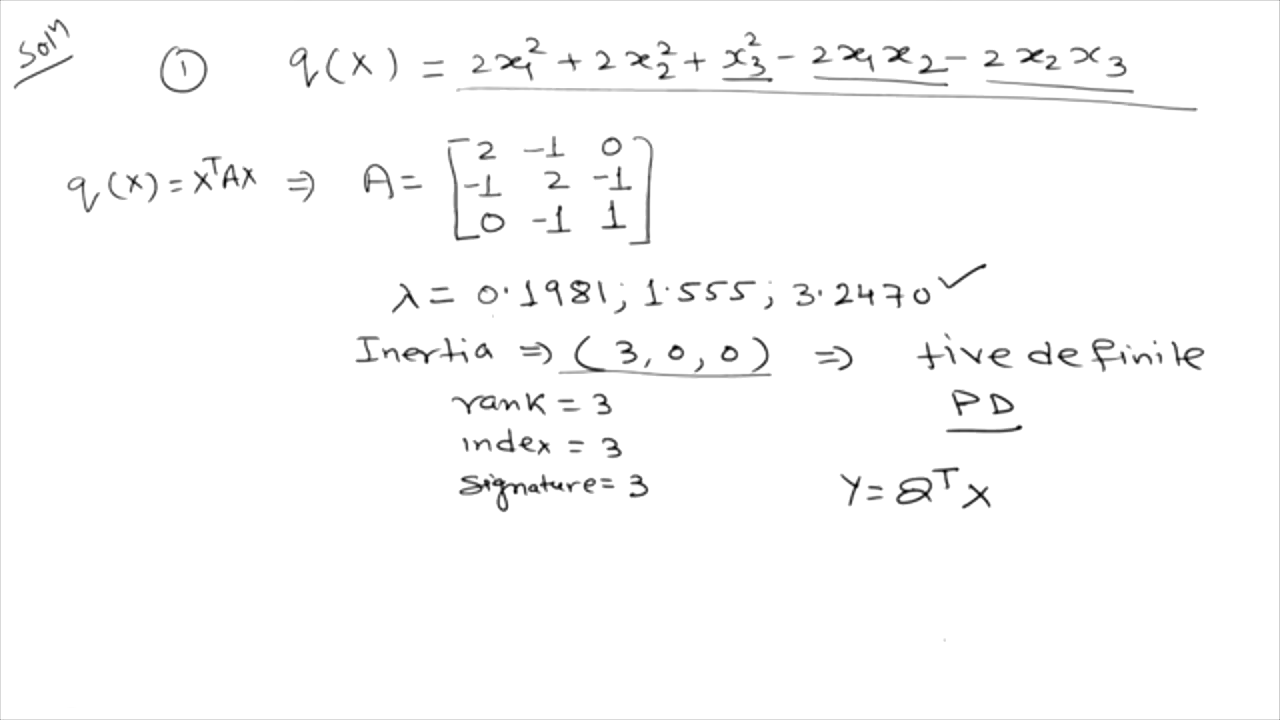 Soln
① q(x) = 2x₁² + 2x₂² + x₃² - 2x₁x₂ - 2x₂x₃
q(x) = xᵀAx ⇒ A = [2 -1 0
-1 2 -1
0 -1 1]
λ = 0.1981; 1.555; 3.2470 ✓
Inertia ⇒ (3, 0, 0) ⇒ +ive definite
rank = 3 PD
index = 3
signature = 3 Y = Qᵀx